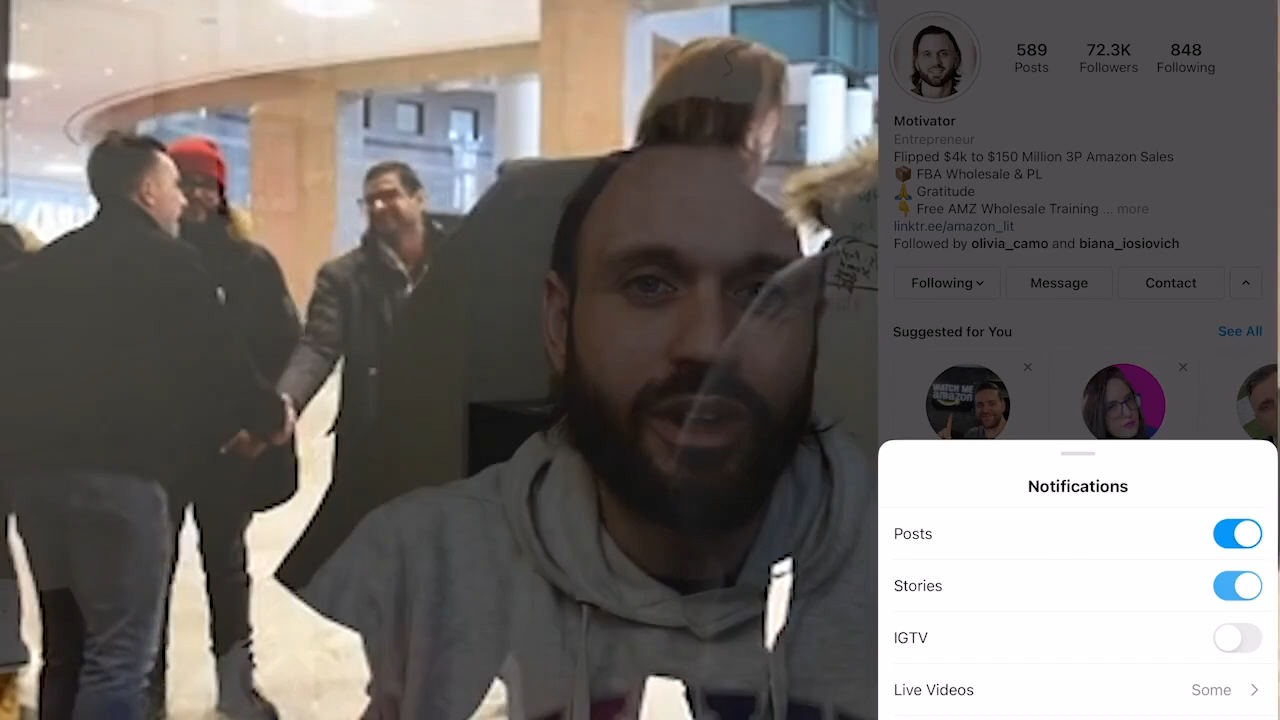 589 72.3K 848
Posts Followers Following
Motivator
Entrepreneur
Flipped $4k to $150 Million 3P Amazon Sales
📦 FBA Wholesale & PL
🙏 Gratitude
👇 Free AMZ Wholesale Training ... more
linktr.ee/amazon_lit
Followed by olivia_camo and biana_iosiovich
Following Message Contact
Suggested for You See All
WATCH ME
amazon
Notifications
Posts
Stories
IGTV
Live Videos Some